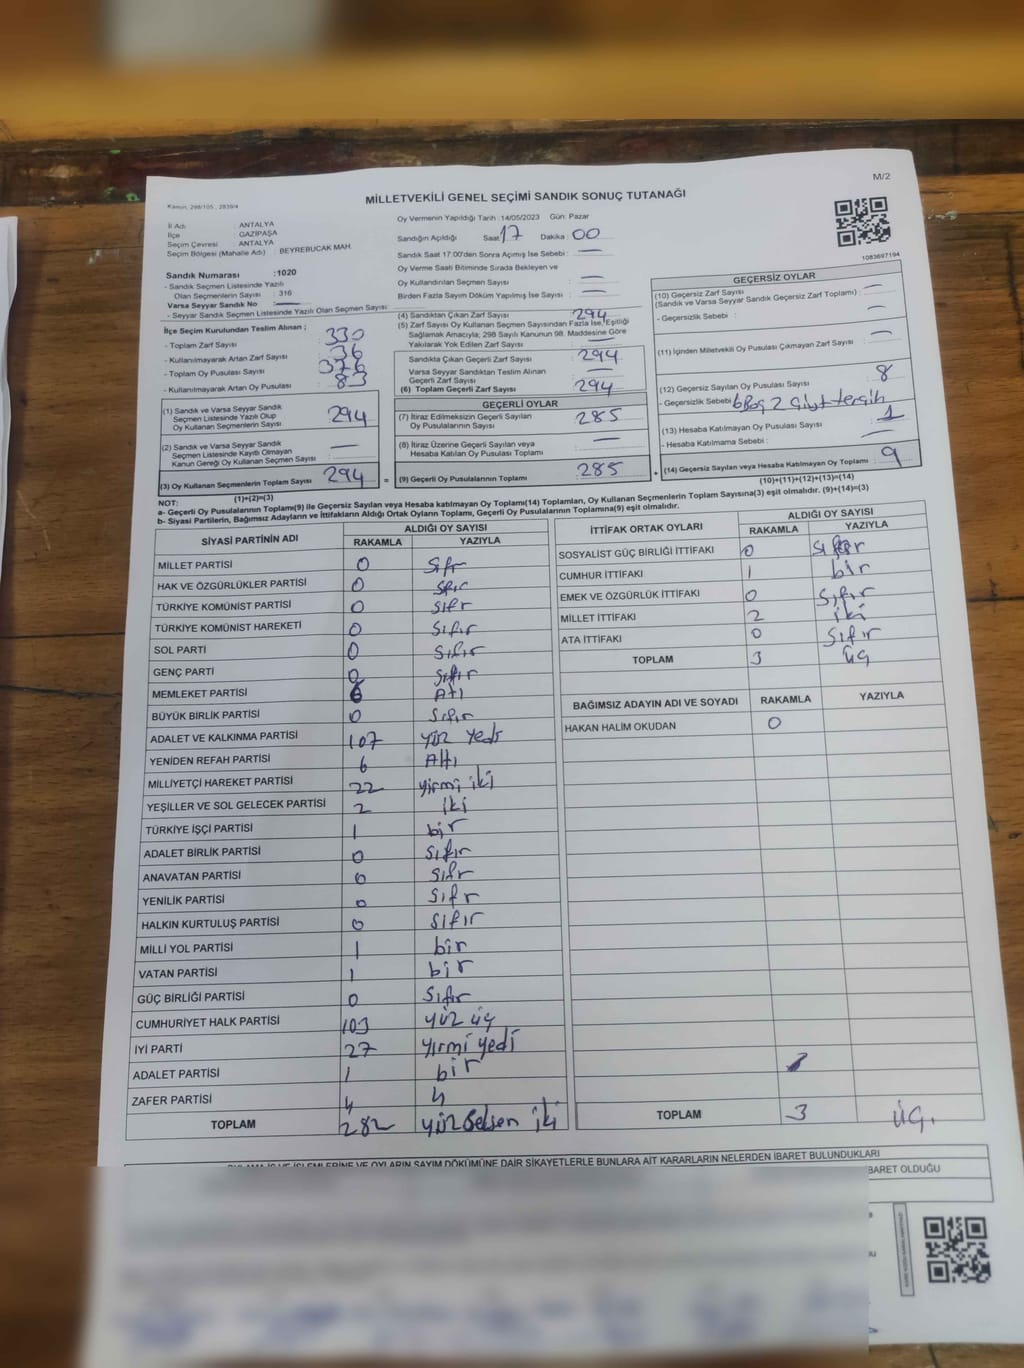 M/2
MİLLETVEKİLİ GENEL SEÇİMİ SANDIK SONUÇ TUTANAĞI
Kanun, 298/105, 2839/4
İl Adı : ANTALYA
İlçe : GAZİPAŞA
Seçim Çevresi : ANTALYA
Seçim Bölgesi (Mahalle Adı) : BEYREBUCAK MAH.
Sandık Numarası :1020
- Sandık Seçmen Listesinde Yazılı
Olan Seçmenlerin Sayısı : 316
Varsa Seyyar Sandık No : —
- Seyyar Sandık Seçmen Listesinde Yazılı Olan Seçmen Sayısı:
İlçe Seçim Kurulundan Teslim Alınan ;
- Toplam Zarf Sayısı : 330
- Kullanılmayarak Artan Zarf Sayısı : 36
- Toplam Oy Pusulası : 376
- Kullanılmayarak Artan Oy Pusulası : 83
(1) Sandık ve Varsa Seyyar Sandık
Seçmen Listesinde Yazılı Olup
Oy Kullanan Seçmenlerin Sayısı : 294
(2) Sandık ve Varsa Seyyar Sandık
Seçmen Listesinde Kayıtlı Olmayan
Kanun Gereği Oy Kullanan Seçmen Sayısı : —
(3) Oy Kullanan Seçmenlerin Toplam Sayısı : 294
(1)+(2)=(3)
Oy Vermenin Yapıldığı Tarih :14/05/2023 Gün: Pazar
Sandığın Açıldığı Saat: 17 Dakika : 00
Sandık Saat 17:00'den Sonra Açımış İse Sebebi : —
Oy Verme Saati Bitiminde Sırada Bekleyen ve
Oy Kullandırılan Seçmen Sayısı : —
Birden Fazla Sayım Döküm Yapılmış İse Sayısı : —
(4) Sandıktan Çıkan Zarf Sayısı : 294
(5) Zarf Sayısı Oy Kullanan Seçmen Sayısından Fazla İse, Eşitliği
Sağlamak Amacıyla; 298 Sayılı Kanunun 98. Maddesine Göre
Yakılarak Yok Edilen Zarf Sayısı : —
Sandıkta Çıkan Geçerli Zarf Sayısı : 294
Varsa Seyyar Sandıktan Teslim Alınan
Geçerli Zarf Sayısı : —
(6) Toplam Geçerli Zarf Sayısı : 294
GEÇERLİ OYLAR
(7) İtiraz Edilmeksizin Geçerli Sayılan
Oy Pusulalarının Sayısı : 285
(8) İtiraz Üzerine Geçerli Sayılan veya
Hesaba Katılan Oy Pusulası Toplamı : —
= (9) Geçerli Oy Pusulalarının Toplamı : 285
1083697194
GEÇERSİZ OYLAR
(10) Geçersiz Zarf Sayısı
(Sandık ve Varsa Seyyar Sandık Geçersiz Zarf Toplamı) : —
- Geçersizlik Sebebi : —
(11) İçinden Milletvekili Oy Pusulası Çıkmayan Zarf Sayısı : —
(12) Geçersiz Sayılan Oy Pusulası Sayısı : 8
- Geçersizlik Sebebi : 6 Boş 2 çift tercih
(13) Hesaba Katılmayan Oy Pusulası Sayısı : 1
- Hesaba Katılmama Sebebi : —
+ (14) Geçersiz Sayılan veya Hesaba Katılmayan Oy Toplamı : 9
(10)+(11)+(12)+(13)=(14)
NOT:
a- Geçerli Oy Pusulalarının Toplamı(9) ile Geçersiz Sayılan veya Hesaba katılmayan Oy Toplamı(14) Toplamları, Oy Kullanan Seçmenlerin Toplam Sayısına(3) eşit olmalıdır. (9)+(14)=(3)
b- Siyasi Partilerin, Bağımsız Adayların ve İttifakların Aldığı Ortak Oyların Toplamı, Geçerli Oy Pusulalarının Toplamına(9) eşit olmalıdır.
SİYASİ PARTİNİN ADI ALDIĞI OY SAYISI
RAKAMLA YAZIYLA
MİLLET PARTİSİ 0 Sıfr
HAK VE ÖZGÜRLÜKLER PARTİSİ 0 Sfır
TÜRKİYE KOMÜNİST PARTİSİ 0 Sıfr
TÜRKİYE KOMÜNİST HAREKETİ 0 Sıfır
SOL PARTİ 0 Sıfır
GENÇ PARTİ 0 Sıfır
MEMLEKET PARTİSİ 6 Atı
BÜYÜK BİRLİK PARTİSİ 0 Sıfır
ADALET VE KALKINMA PARTİSİ 107 Yüz Yedi
YENİDEN REFAH PARTİSİ 6 Altı
MİLLİYETÇİ HAREKET PARTİSİ 22 yirmi iki
YEŞİLLER VE SOL GELECEK PARTİSİ 2 iki
TÜRKİYE İŞÇİ PARTİSİ 1 bir
ADALET BİRLİK PARTİSİ 0 Sıfır
ANAVATAN PARTİSİ 0 Sıfr
YENİLİK PARTİSİ 0 Sıfr
HALKIN KURTULUŞ PARTİSİ 0 Sıfır
MİLLİ YOL PARTİSİ 1 bir
VATAN PARTİSİ 1 bir
GÜÇ BİRLİĞİ PARTİSİ 0 Sıfır
CUMHURİYET HALK PARTİSİ 103 Yüz üç
İYİ PARTİ 27 Yırmi yedi
ADALET PARTİSİ 1 bir
ZAFER PARTİSİ 4 4
TOPLAM 282 yüz Seksen iki
İTTİFAK ORTAK OYLARI ALDIĞI OY SAYISI
RAKAMLA YAZIYLA
SOSYALİST GÜÇ BİRLİĞİ İTTİFAKI 0 Sıfır
CUMHUR İTTİFAKI 1 bir
EMEK VE ÖZGÜRLÜK İTTİFAKI 0 Sıfır
MİLLET İTTİFAKI 2 iki
ATA İTTİFAKI 0 Sıfır
TOPLAM 3 üç
BAĞIMSIZ ADAYIN ADI VE SOYADI RAKAMLA YAZIYLA
HAKAN HALİM OKUDAN 0
TOPLAM 3 üç.
OYLAMA İŞ VE İŞLEMLERİNE VE OYLARIN SAYIM DÖKÜMÜNE DAİR ŞİKAYETLERLE BUNLARA AİT KARARLARIN NELERDEN İBARET BULUNDUKLARI
BARET OLDUĞU